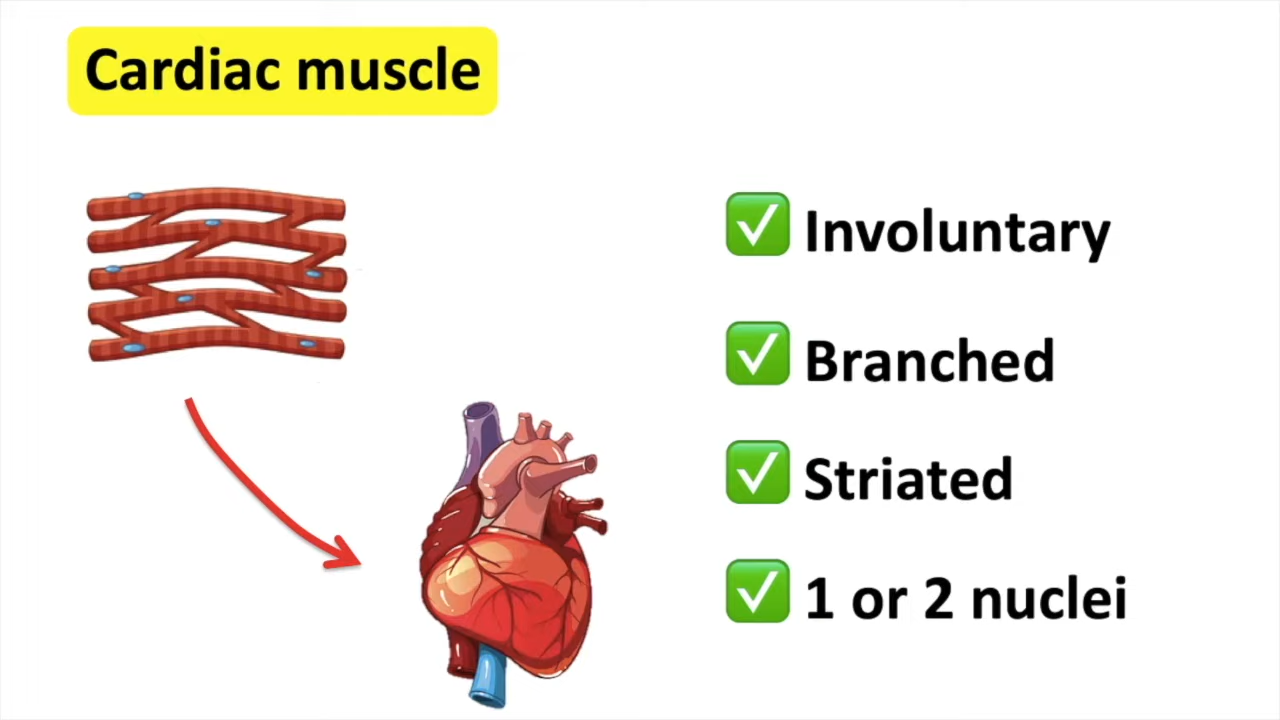 Cardiac muscle
✅ Involuntary
✅ Branched
✅ Striated
✅ 1 or 2 nuclei